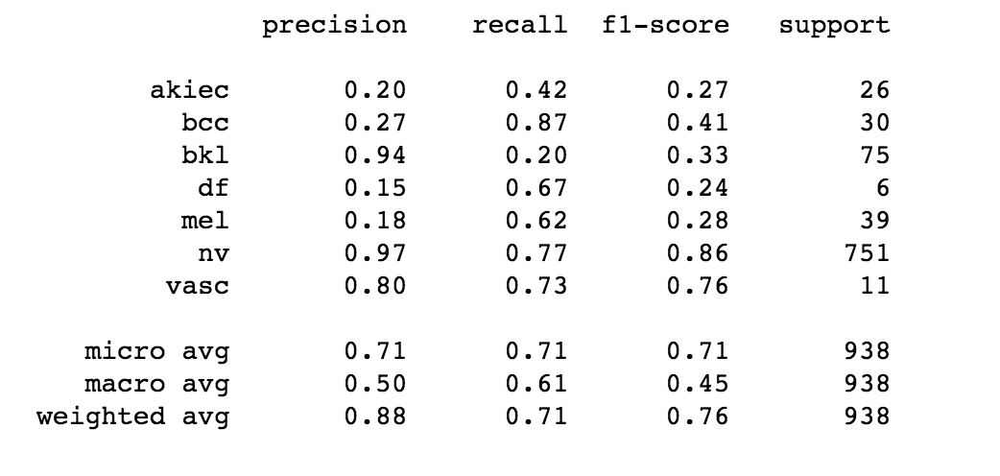 precision recall f1-score support
akiec 0.20 0.42 0.27 26
bcc 0.27 0.87 0.41 30
bkl 0.94 0.20 0.33 75
df 0.15 0.67 0.24 6
mel 0.18 0.62 0.28 39
nv 0.97 0.77 0.86 751
vasc 0.80 0.73 0.76 11
micro avg 0.71 0.71 0.71 938
macro avg 0.50 0.61 0.45 938
weighted avg 0.88 0.71 0.76 938